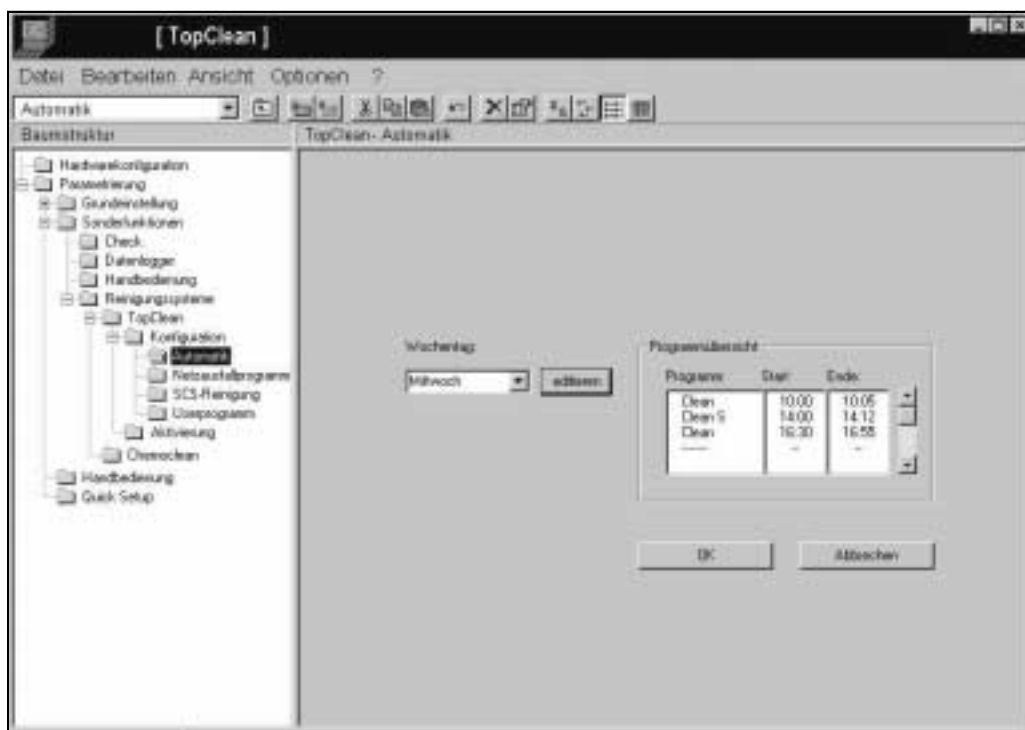 [ TopClean ]
Datei Bearbeiten Ansicht Optionen ?
Automatik
Baumstruktur
TopClean- Automatik
Hardwarekonfiguration
Parametrierung
Grundeinstellung
Sonderfunktionen
Check
Datenlogger
Handbedienung
Reinigungssysteme
TopClean
Konfiguration
Automatik
Netzausfallprogramm
SCS-Reinigung
Userprogramm
Aktivierung
Chemoclean
Handbedienung
Quick Setup
Wochentag:
Mittwoch
editieren
Programmübersicht
Programm: Start: Ende:
Clean 10:00 10:05
Clean S 14:00 14:12
Clean 16:30 16:55
----- -- --
OK
Abbrechen